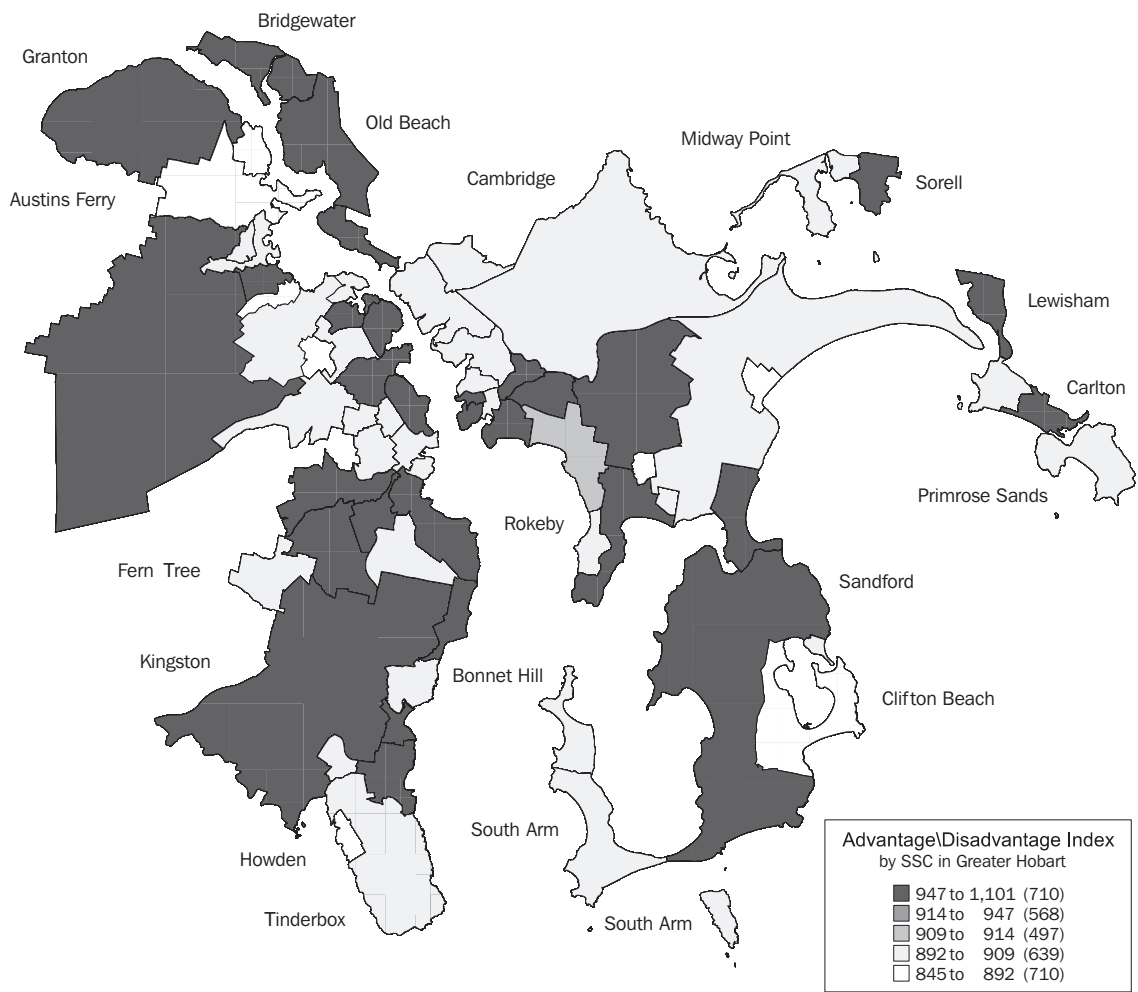 Bridgewater
Granton
Old Beach
Midway Point
Cambridge
Sorell
Austins Ferry
Lewisham
Carlton
Primrose Sands
Rokeby
Fern Tree
Sandford
Kingston
Bonnet Hill
Clifton Beach
South Arm
Howden
Tinderbox
South Arm
Advantage\Disadvantage Index
by SSC in Greater Hobart
947 to 1,101 (710)
914 to 947 (568)
909 to 914 (497)
892 to 909 (639)
845 to 892 (710)